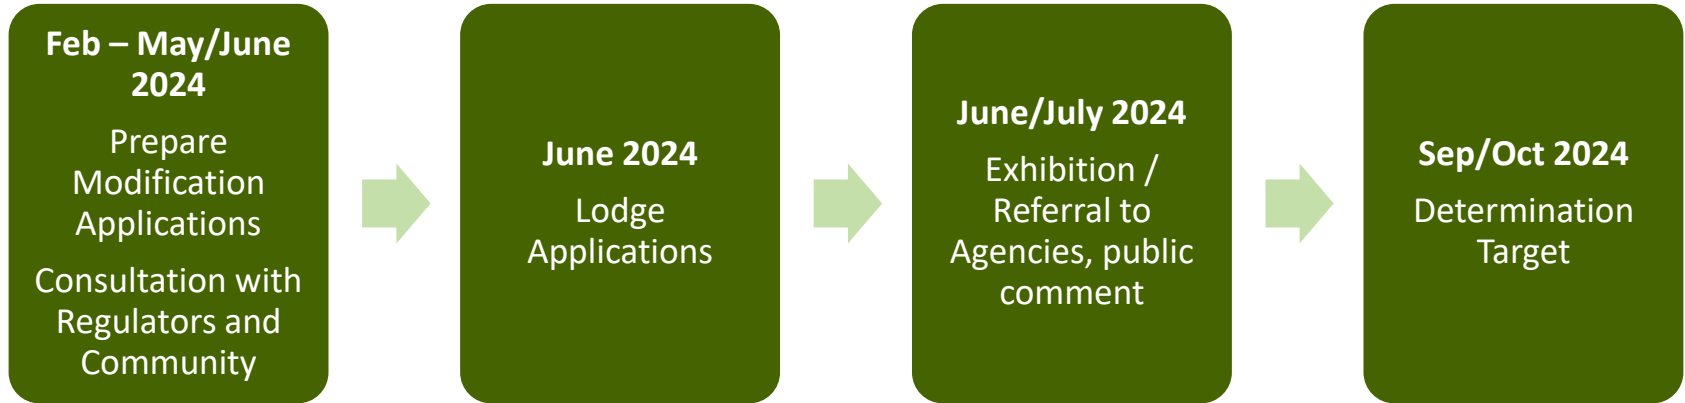 Feb – May/June
2024
Prepare
Modification
Applications
Consultation with
Regulators and
Community
June 2024
Lodge
Applications
June/July 2024
Exhibition /
Referral to
Agencies, public
comment
Sep/Oct 2024
Determination
Target